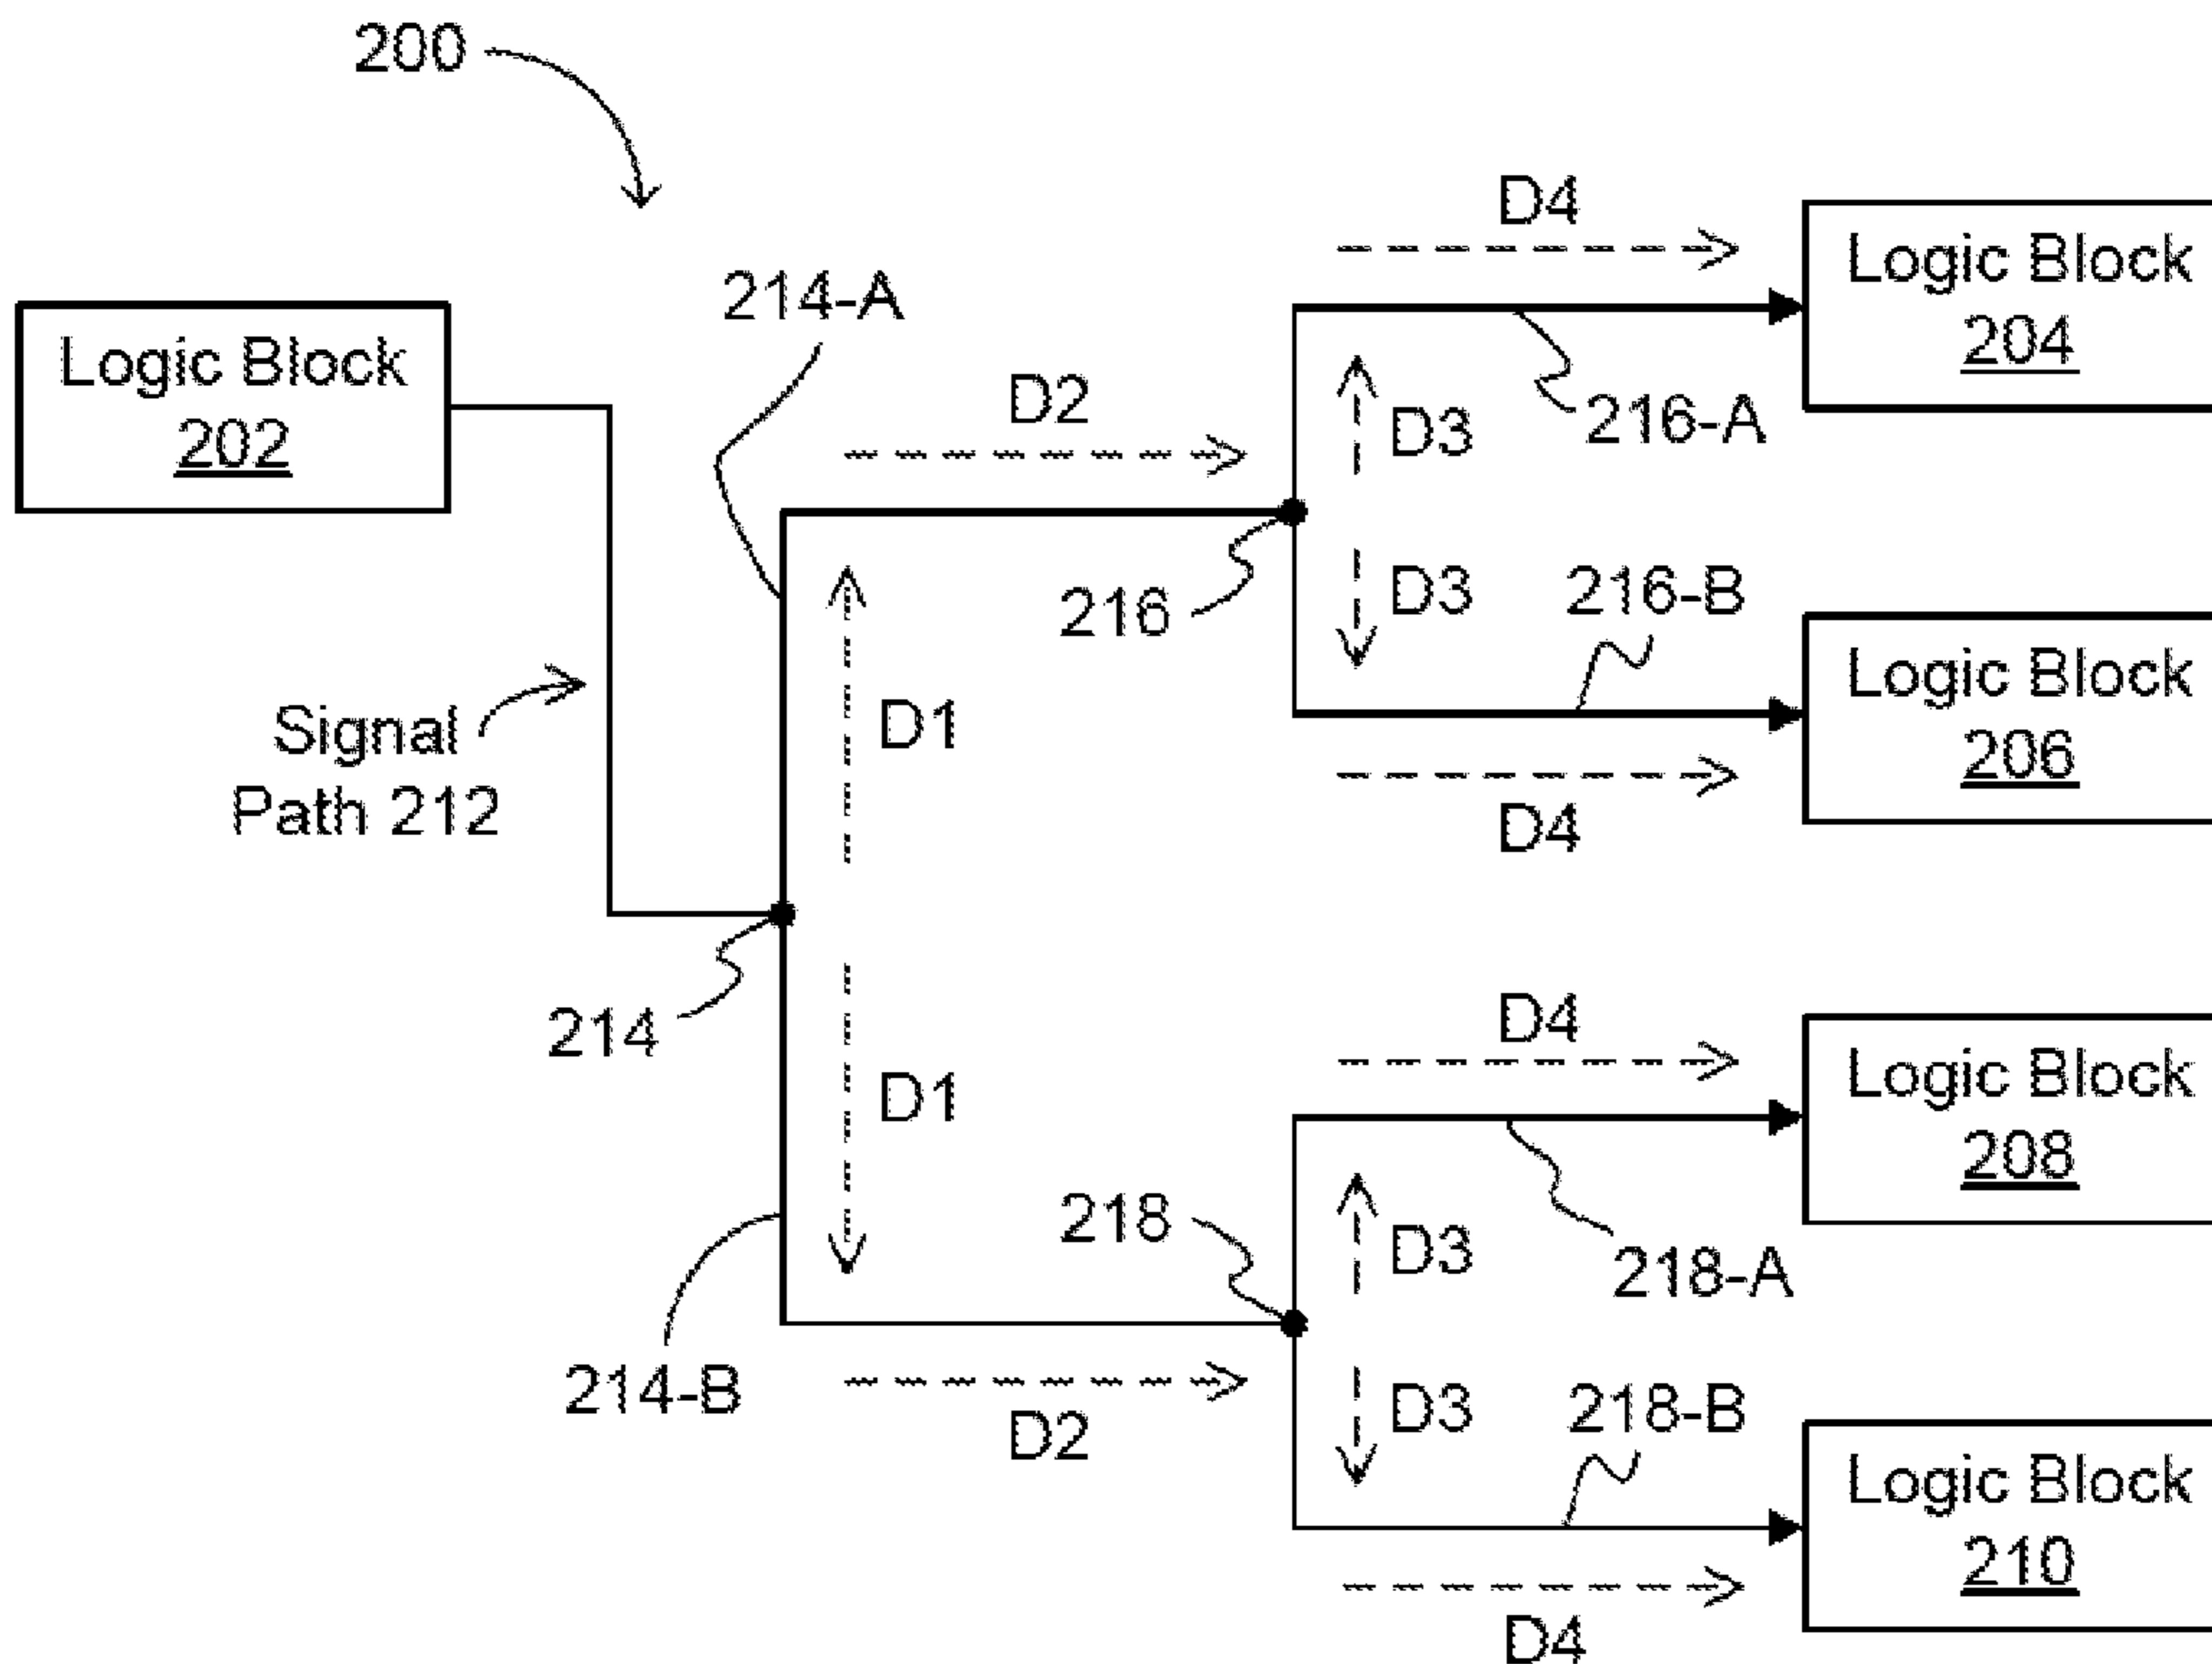 200
D4
Logic Block
204
214-A
Logic Block
202
D2
D3
216-A
D3
216-B
216
Logic Block
206
D1
Signal
Path 212
D4
214
D4
D1
Logic Block
208
218
D3
218-A
214-B
D2
D3
218-B
Logic Block
210
D4